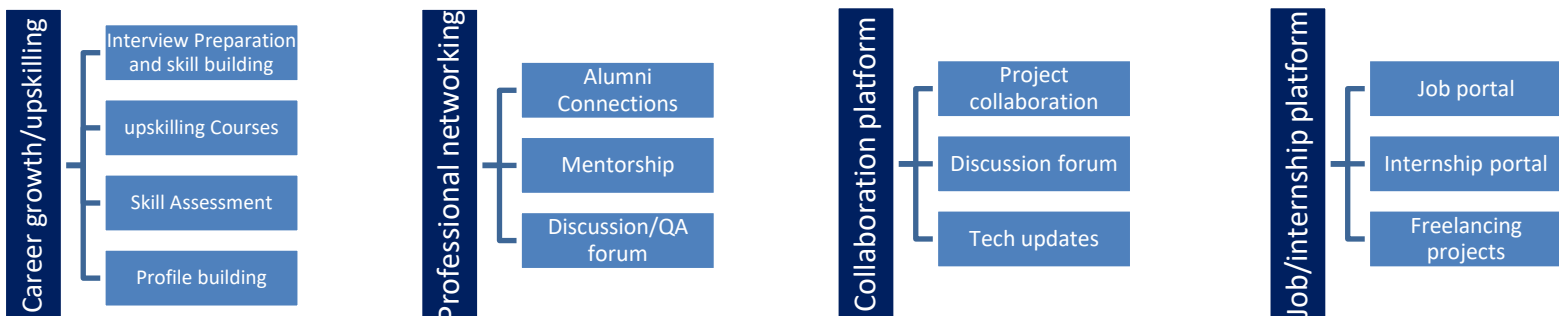 Career growth/upskilling
Interview Preparation
and skill building
upskilling Courses
Skill Assessment
Profile building
Professional networking
Alumni
Connections
Mentorship
Discussion/QA
forum
Collaboration platform
Project
collaboration
Discussion forum
Tech updates
Job/internship platform
Job portal
Internship portal
Freelancing
projects